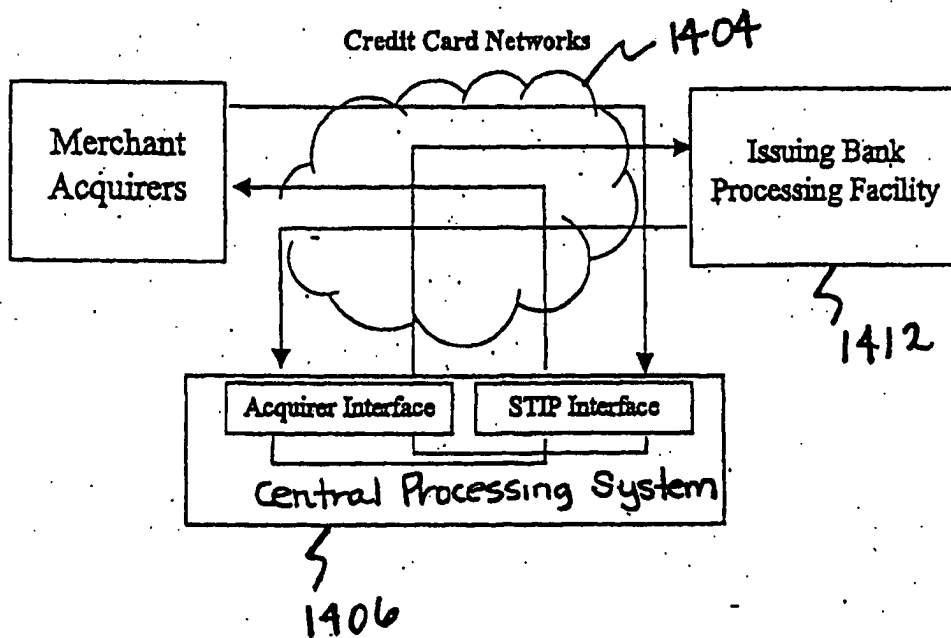 Credit Card Networks
1404
Merchant
Acquirers
Issuing Bank
Processing Facility
1412
Acquirer Interface
STIP Interface
Central Processing System
1406